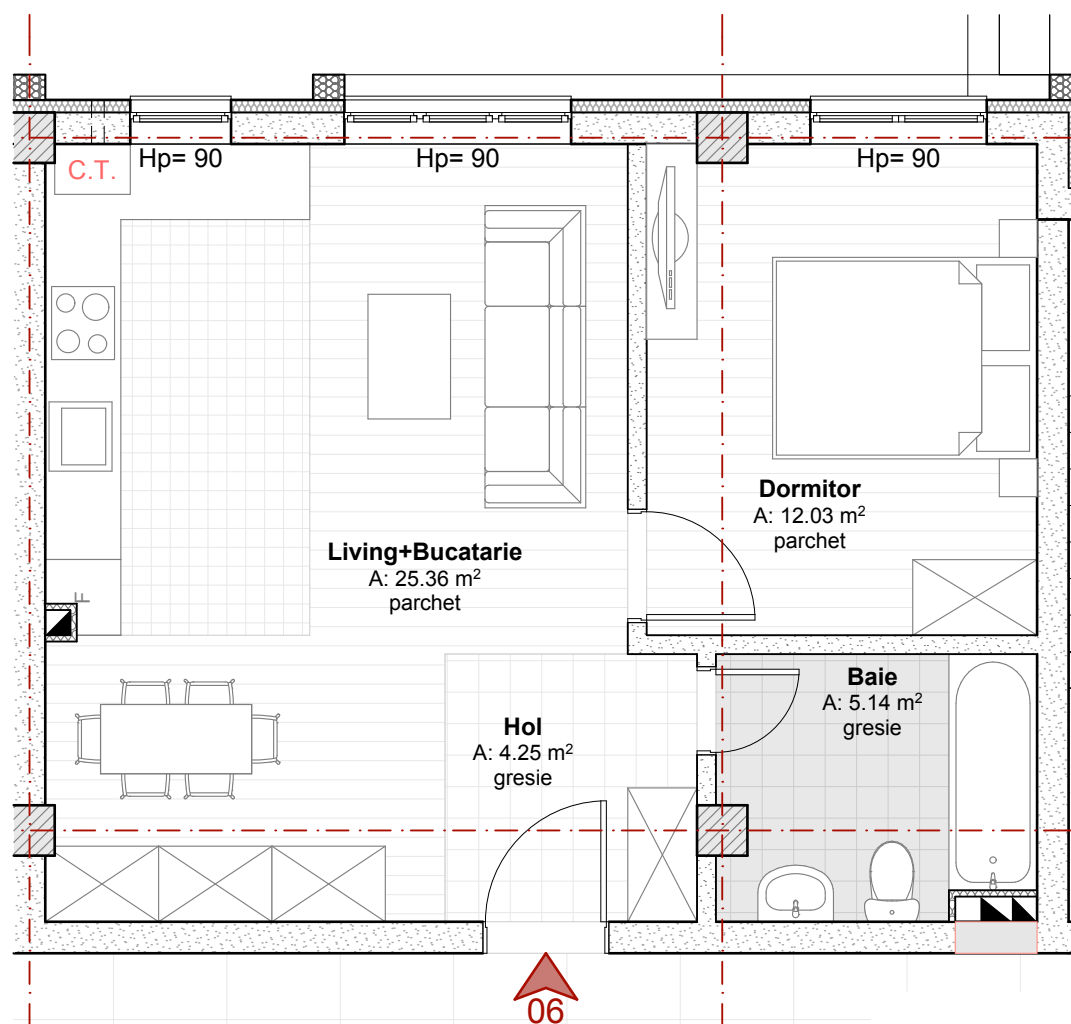 Hp= 90
Hp= 90
Hp= 90
C.T.
Dormitor
A: 12.03 m²
parchet
Living+Bucatarie
A: 25.36 m²
parchet
F
Baie
A: 5.14 m²
gresie
Hol
A: 4.25 m²
gresie
06